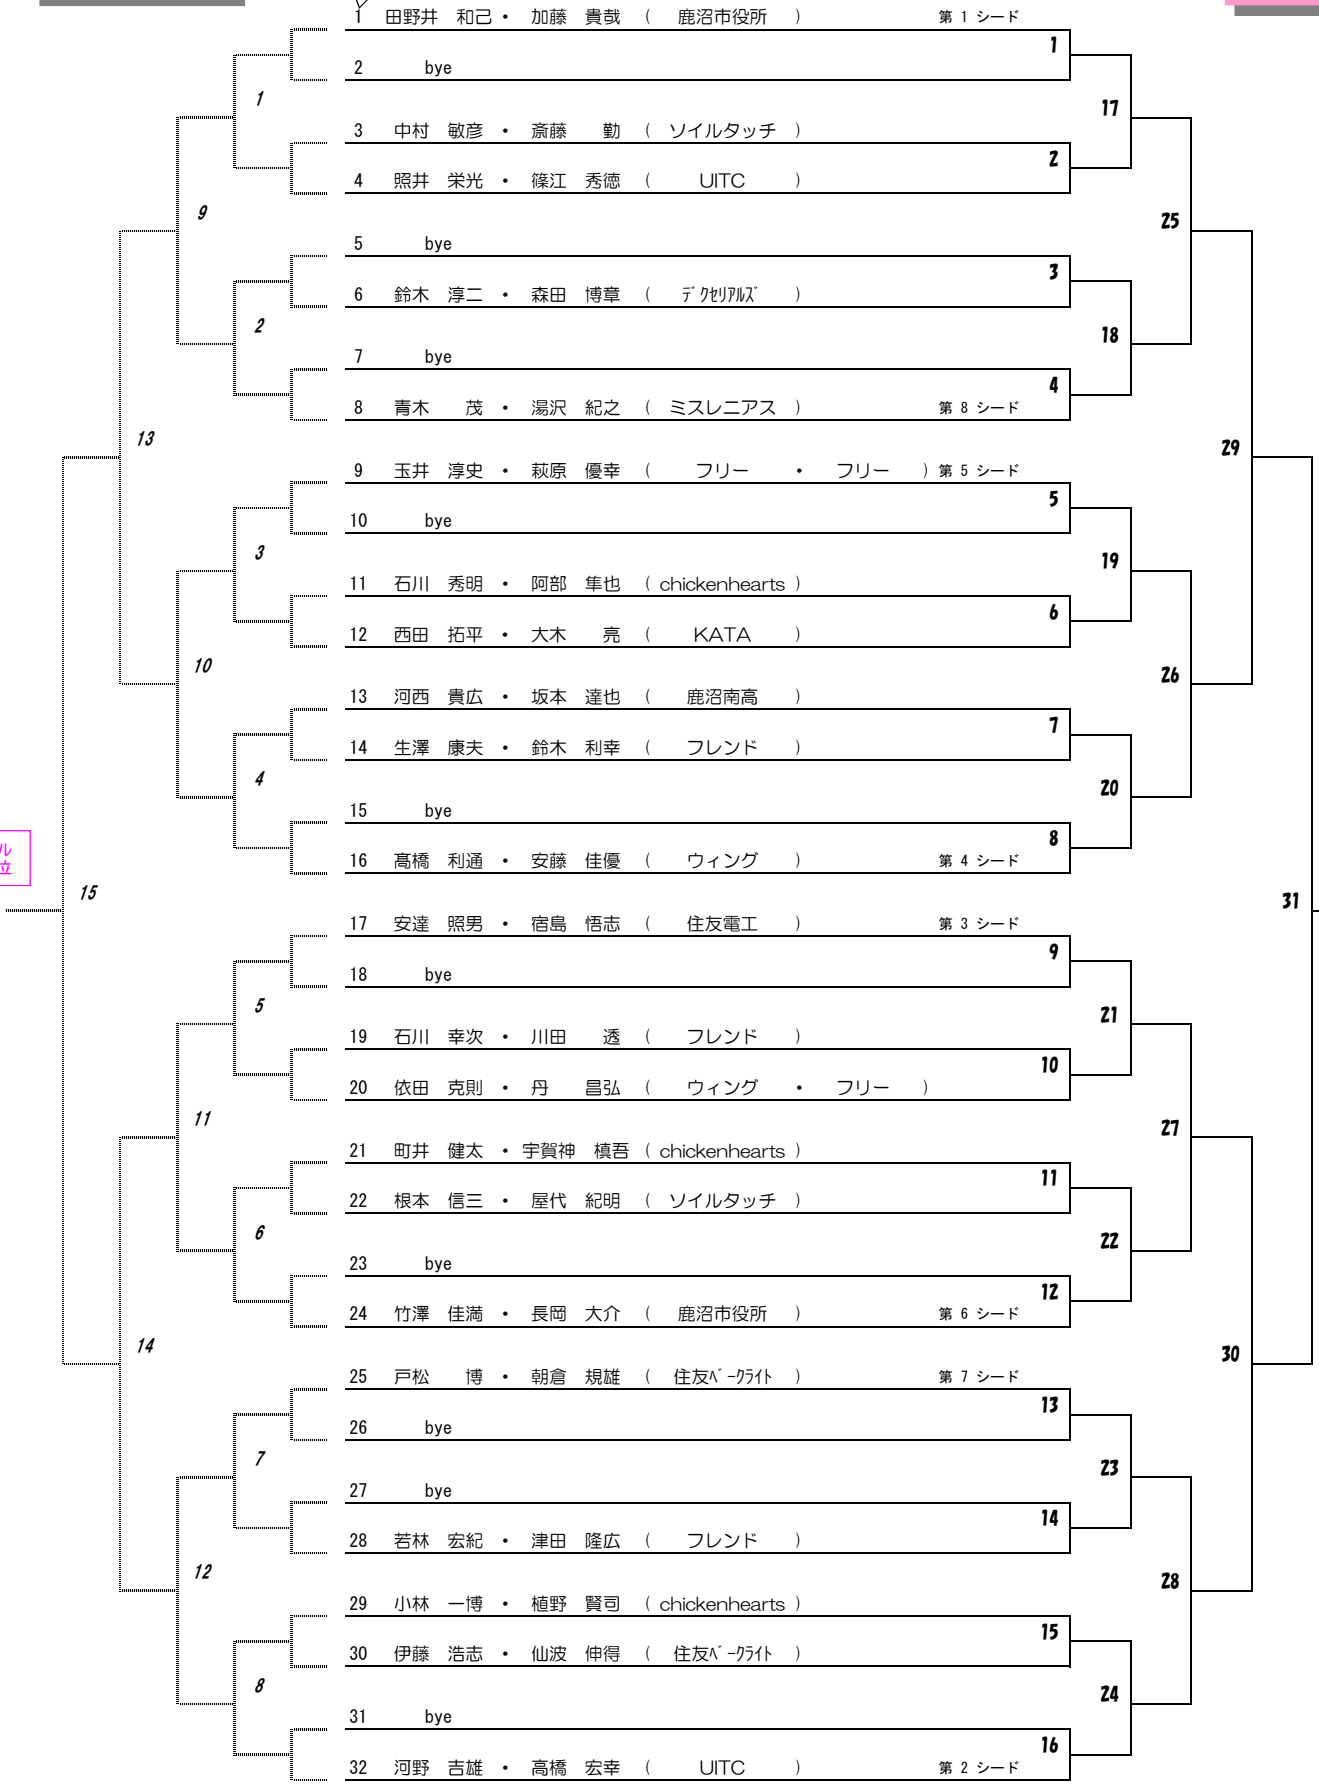 1 田野井 和己・ 加藤 貴哉 ( 鹿沼市役所 ) 第 1 シード
1
2 bye
1
17
3 中村 敏彦 ・ 斎藤 勤 ( ソイルタッチ )
2
4 照井 栄光 ・ 篠江 秀徳 ( UITC )
9
25
5 bye
3
6 鈴木 淳二 ・ 森田 博章 ( ﾃﾞｸｾﾘｱﾙｽﾞ )
2
18
7 bye
4
8 青木 茂 ・ 湯沢 紀之 ( ミスレニアス ) 第 8 シード
13
29
9 玉井 淳史 ・ 萩原 優幸 ( フリー ・ フリー ) 第 5 シード
5
10 bye
3
19
11 石川 秀明 ・ 阿部 隼也 ( chickenhearts )
6
12 西田 拓平 ・ 大木 亮 ( KATA )
10
26
13 河西 貴広 ・ 坂本 達也 ( 鹿沼南高 )
7
14 生澤 康夫 ・ 鈴木 利幸 ( フレンド )
4
20
15 bye
8
16 髙橋 利通 ・ 安藤 佳優 ( ウィング ) 第 4 シード
ル
位
15
31
17 安達 照男 ・ 宿島 悟志 ( 住友電工 ) 第 3 シード
9
18 bye
5
21
19 石川 幸次 ・ 川田 透 ( フレンド )
10
20 依田 克則 ・ 丹 昌弘 ( ウィング ・ フリー )
11
27
21 町井 健太 ・ 宇賀神 槙吾 ( chickenhearts )
11
22 根本 信三 ・ 屋代 紀明 ( ソイルタッチ )
6
22
23 bye
12
24 竹澤 佳満 ・ 長岡 大介 ( 鹿沼市役所 ) 第 6 シード
14
30
25 戸松 博 ・ 朝倉 規雄 ( 住友ﾍﾞｰｸﾗｲﾄ ) 第 7 シード
13
26 bye
7
23
27 bye
14
28 若林 宏紀 ・ 津田 隆広 ( フレンド )
12
28
29 小林 一博 ・ 植野 賢司 ( chickenhearts )
15
30 伊藤 浩志 ・ 仙波 伸得 ( 住友ﾍﾞｰｸﾗｲﾄ )
8
24
31 bye
16
32 河野 吉雄 ・ 高橋 宏幸 ( UITC ) 第 2 シード